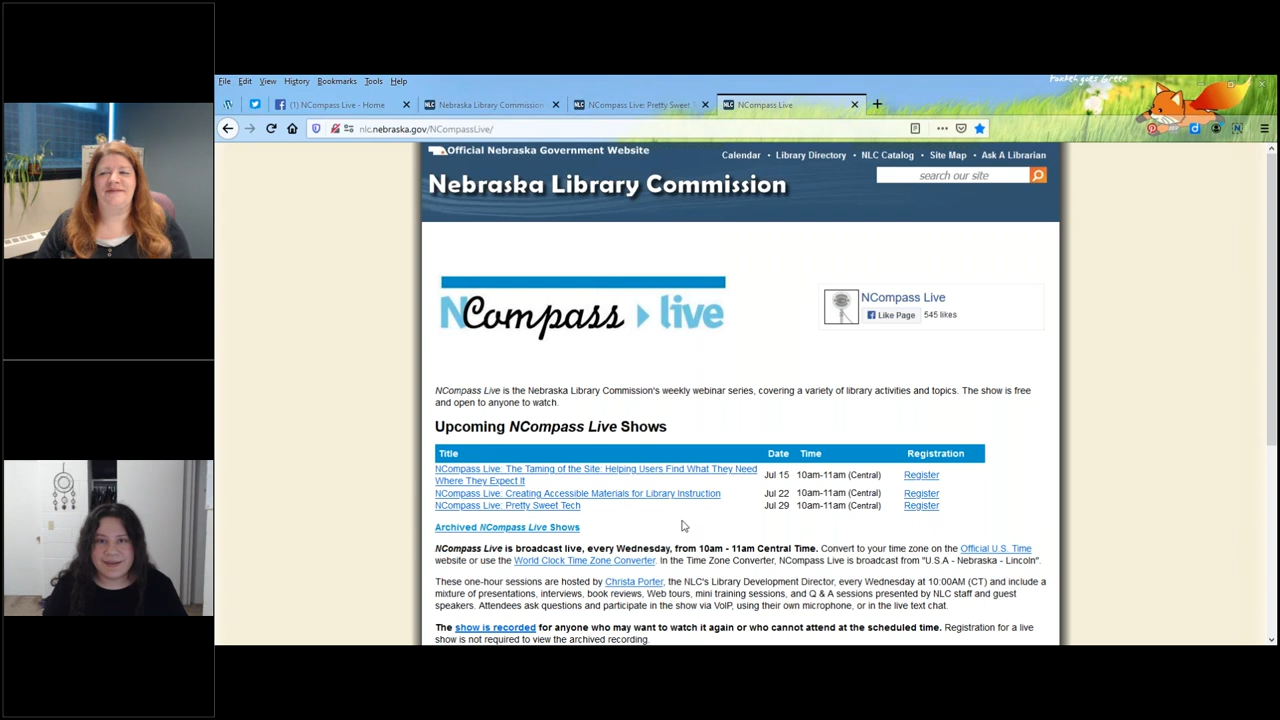 Foxkeh goes Green
File Edit View History Bookmarks Tools Help
(1) NCompass Live - Home
Nebraska Library Commission
NCompass Live: Pretty Sweet
NCompass Live
nlc.nebraska.gov/NCompassLive/
Official Nebraska Government Website
Calendar • Library Directory • NLC Catalog • Site Map • Ask A Librarian
Nebraska Library Commission
search our site
NCompass live
NCompass Live
Like Page 545 likes
NCompass Live is the Nebraska Library Commission's weekly webinar series, covering a variety of library activities and topics. The show is free
and open to anyone to watch.
Upcoming NCompass Live Shows
Title Date Time Registration
NCompass Live: The Taming of the Site: Helping Users Find What They Need
Where They Expect It
Jul 15 10am-11am (Central) Register
NCompass Live: Creating Accessible Materials for Library Instruction Jul 22 10am-11am (Central) Register
NCompass Live: Pretty Sweet Tech Jul 29 10am-11am (Central) Register
Archived NCompass Live Shows
NCompass Live is broadcast live, every Wednesday, from 10am - 11am Central Time. Convert to your time zone on the Official U.S. Time
website or use the World Clock Time Zone Converter. In the Time Zone Converter, NCompass Live is broadcast from "U.S.A - Nebraska - Lincoln".
These one-hour sessions are hosted by Christa Porter, the NLC's Library Development Director, every Wednesday at 10:00AM (CT) and include a
mixture of presentations, interviews, book reviews, Web tours, mini training sessions, and Q & A sessions presented by NLC staff and guest
speakers. Attendees ask questions and participate in the show via VoIP, using their own microphone, or in the live text chat.
The show is recorded for anyone who may want to watch it again or who cannot attend at the scheduled time. Registration for a live
show is not required to view the archived recording.